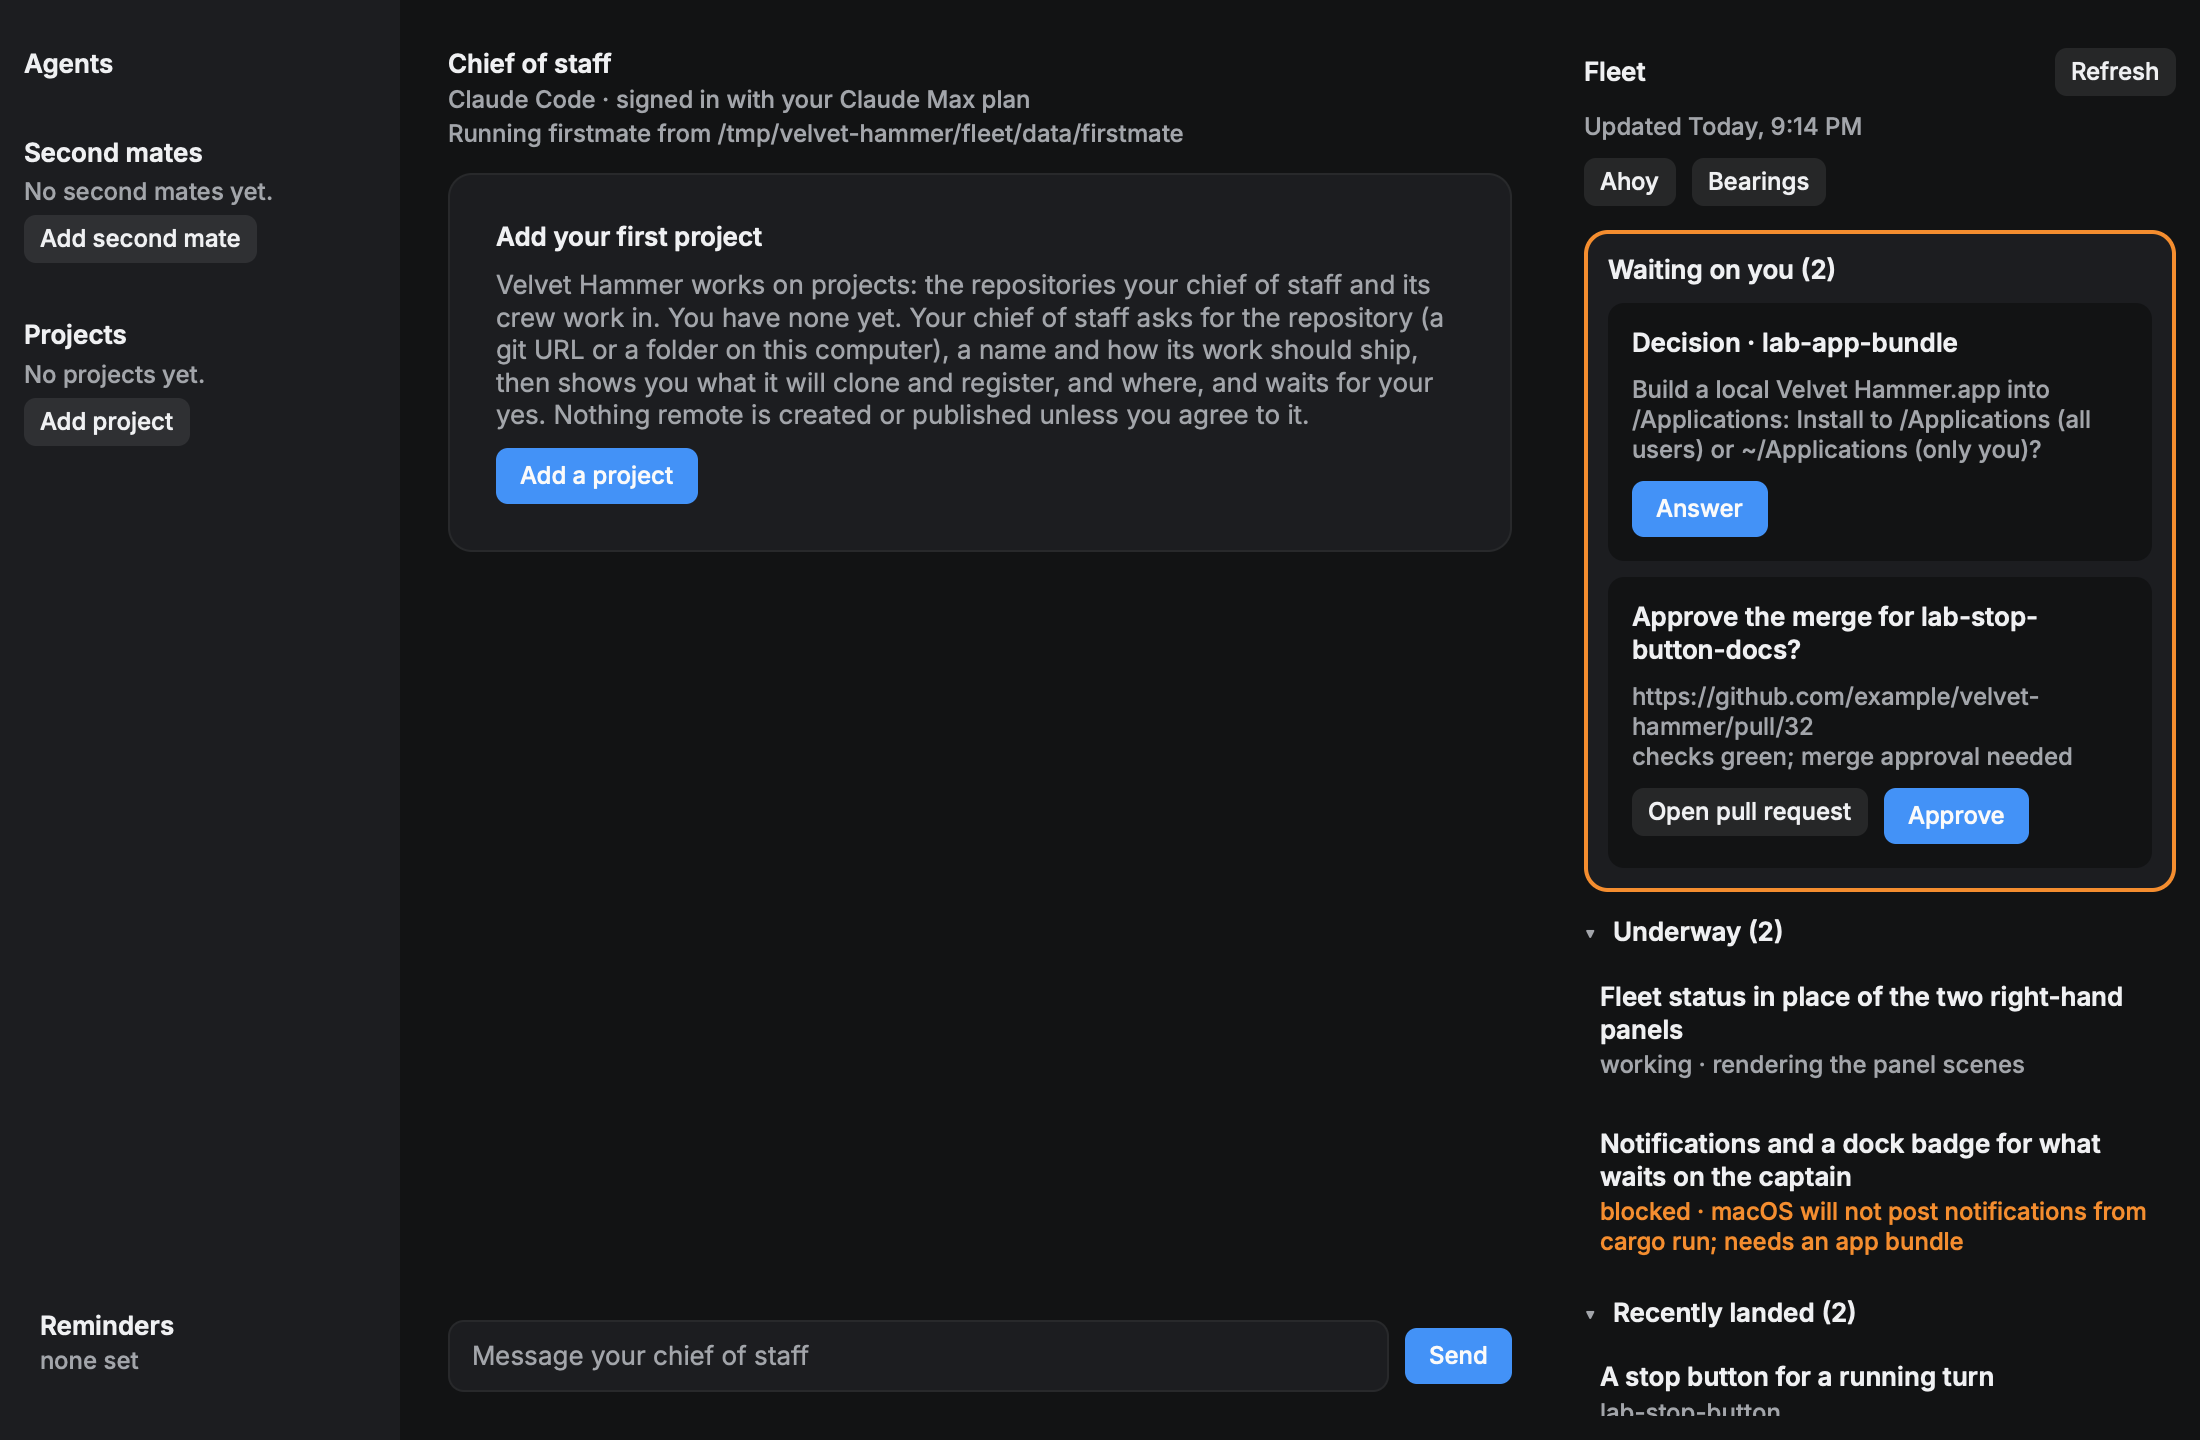 Agents
Second mates
No second mates yet.
Add second mate
Projects
No projects yet.
Add project
Reminders
none set
Chief of staff
Claude Code · signed in with your Claude Max plan
Running firstmate from /tmp/velvet-hammer/fleet/data/firstmate
Add your first project
Velvet Hammer works on projects: the repositories your chief of staff and its
crew work in. You have none yet. Your chief of staff asks for the repository (a
git URL or a folder on this computer), a name and how its work should ship,
then shows you what it will clone and register, and where, and waits for your
yes. Nothing remote is created or published unless you agree to it.
Add a project
Message your chief of staff
Send
Fleet
Refresh
Updated Today, 9:14 PM
Ahoy
Bearings
Waiting on you (2)
Decision · lab-app-bundle
Build a local Velvet Hammer.app into
/Applications: Install to /Applications (all
users) or ~/Applications (only you)?
Answer
Approve the merge for lab-stop-
button-docs?
https://github.com/example/velvet-
hammer/pull/32
checks green; merge approval needed
Open pull request
Approve
Underway (2)
Fleet status in place of the two right-hand
panels
working · rendering the panel scenes
Notifications and a dock badge for what
waits on the captain
blocked · macOS will not post notifications from
cargo run; needs an app bundle
Recently landed (2)
A stop button for a running turn
lab-stop-button